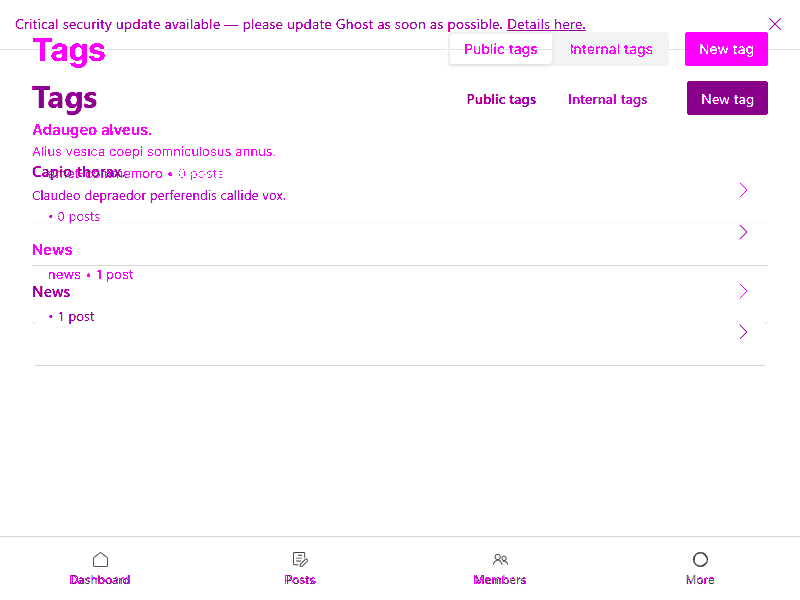 Critical security update available — please update Ghost as soon as possible. Details here.
Tags Public tags Internal tags New tag
Tags Public tags Internal tags New tag
Adaugeo alveus.
Alius vesica coepi somniculosus annus.
Capio thorax
• 0 posts
Claudeo depraedor perferendis callide vox.
• 0 posts
News
news • 1 post
News
• 1 post
Dashboard Posts Members More